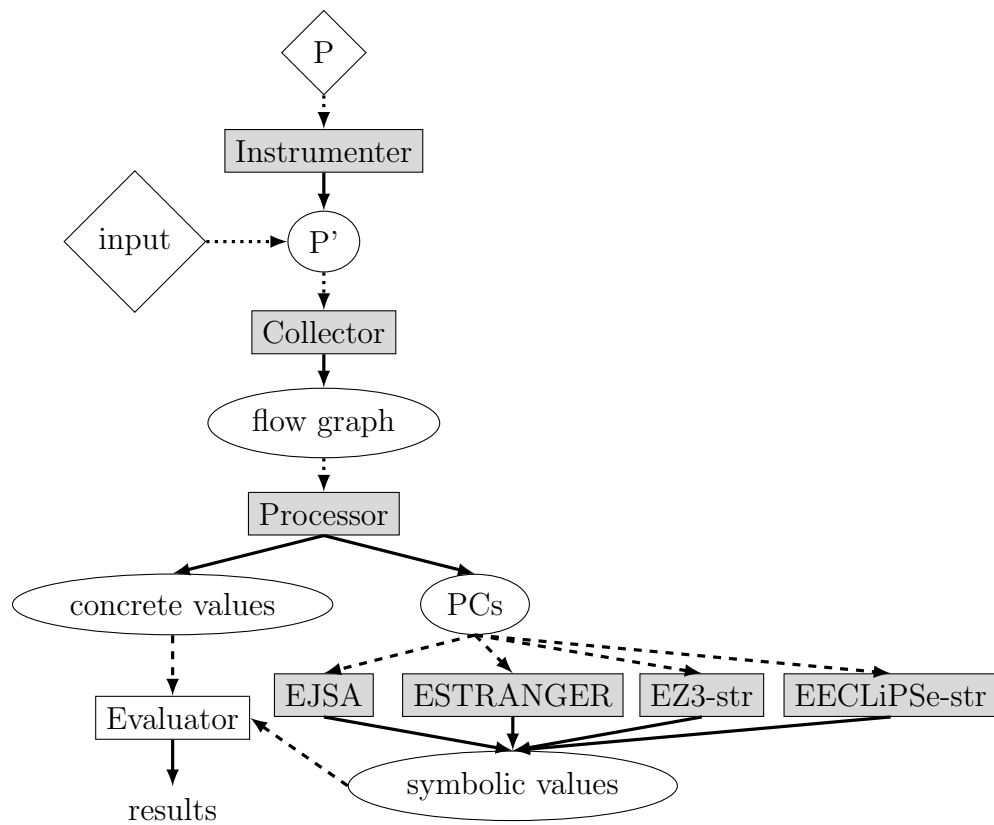 P
Instrumenter
input
P'
Collector
flow graph
Processor
concrete values
PCs
EJSA
ESTRANGER
EZ3-str
EECLiPSe-str
Evaluator
symbolic values
results